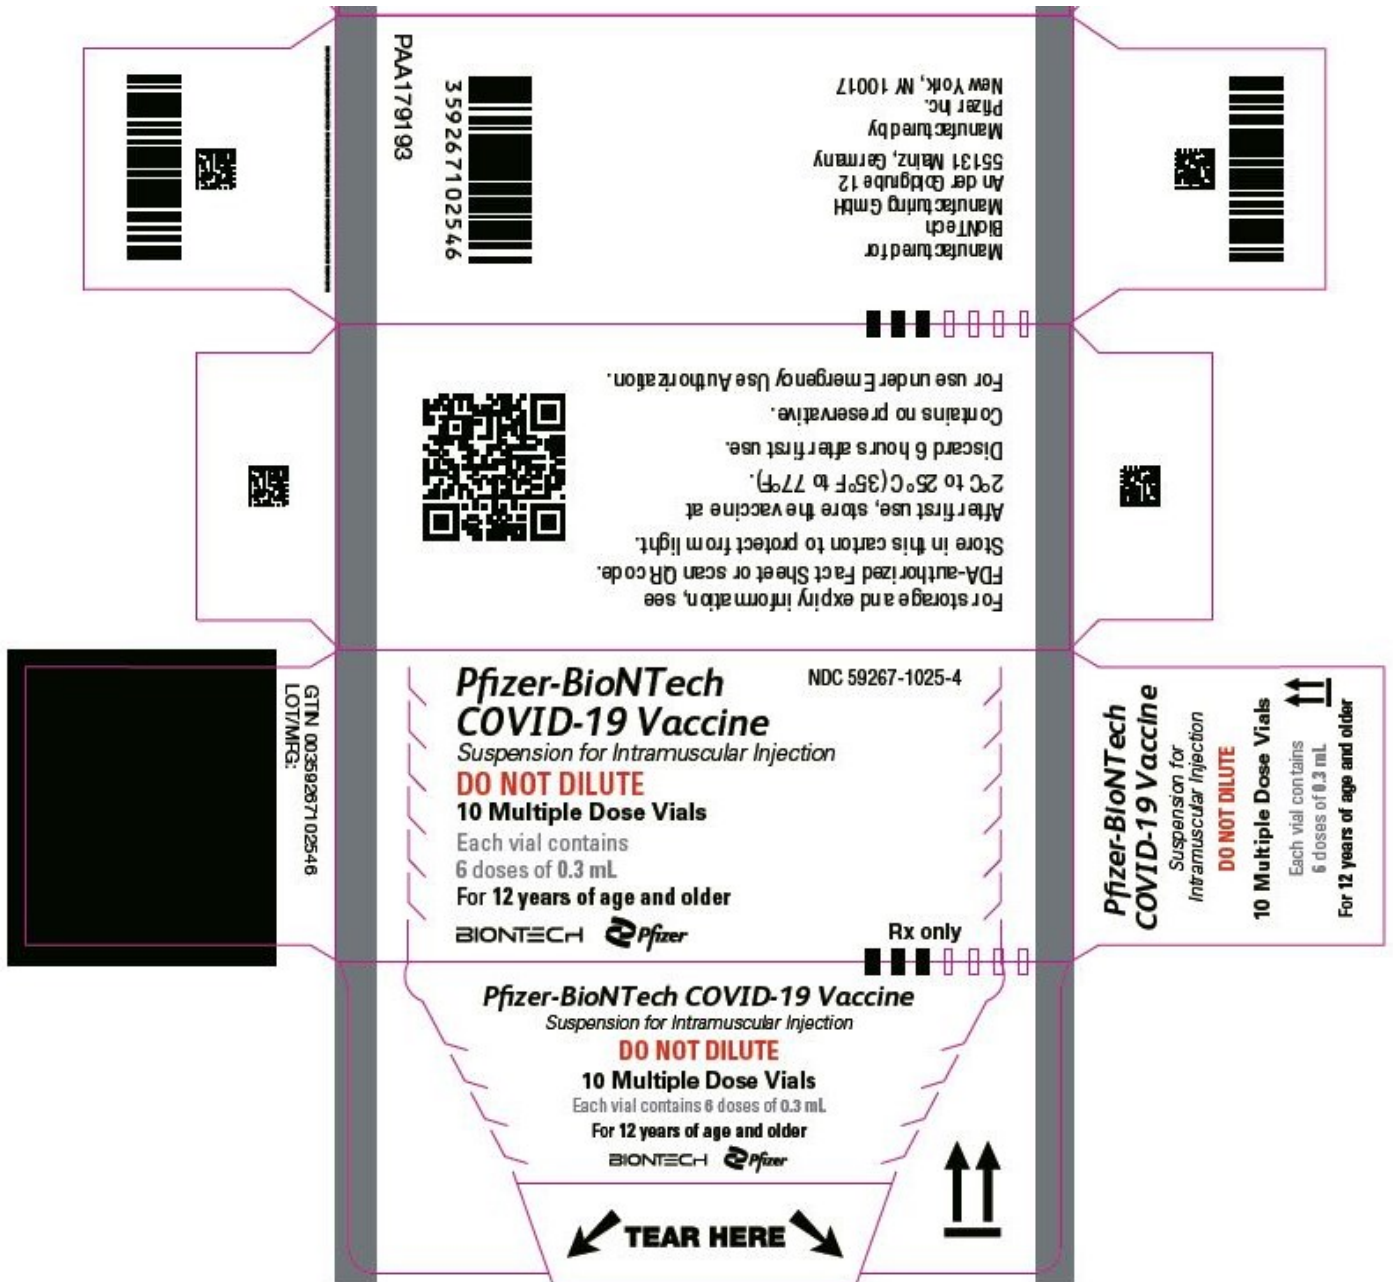 PAA179193
359267102546
Manufactured for
BioNTech
Manufacturing GmbH
An der Goldgrube 12
55131 Mainz, Germany
Manufactured by
Pfizer Inc.
New York, NY 10017
For storage and expiry information, see
FDA-authorized Fact Sheet or scan QR code.
Store in this carton to protect from light.
After first use, store the vaccine at
2°C to 25°C (35°F to 77°F).
Discard 6 hours after first use.
Contains no preservative.
For use under Emergency Use Authorization.
GTIN 00359267102546
LOT/MFG:
Pfizer-BioNTech
COVID-19 Vaccine
NDC 59267-1025-4
Suspension for Intramuscular Injection
DO NOT DILUTE
10 Multiple Dose Vials
Each vial contains
6 doses of 0.3 mL
For 12 years of age and older
BIONTECH Pfizer
Rx only
Pfizer-BioNTech
COVID-19 Vaccine
Suspension for
Intramuscular Injection
DO NOT DILUTE
10 Multiple Dose Vials
Each vial contains
6 doses of 0.3 mL
For 12 years of age and older
Pfizer-BioNTech COVID-19 Vaccine
Suspension for Intramuscular Injection
DO NOT DILUTE
10 Multiple Dose Vials
Each vial contains 6 doses of 0.3 mL
For 12 years of age and older
BIONTECH Pfizer
TEAR HERE